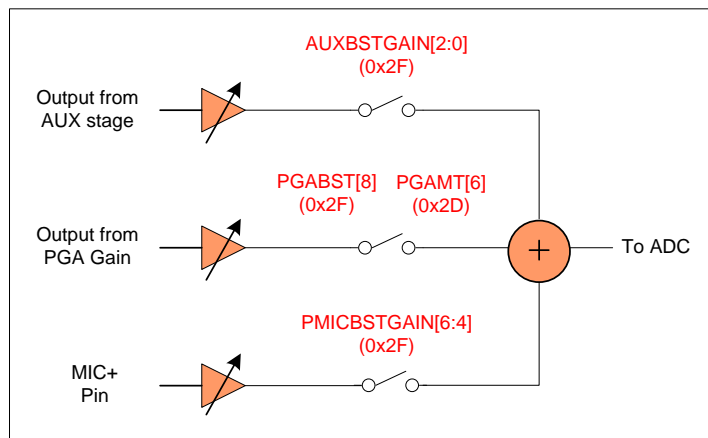 AUXBSTGAIN[2:0]
(0x2F)
Output from
AUX stage
PGABST[8] PGAMT[6]
(0x2F) (0x2D)
Output from
PGA Gain
+
To ADC
PMICBSTGAIN[6:4]
(0x2F)
MIC+
Pin